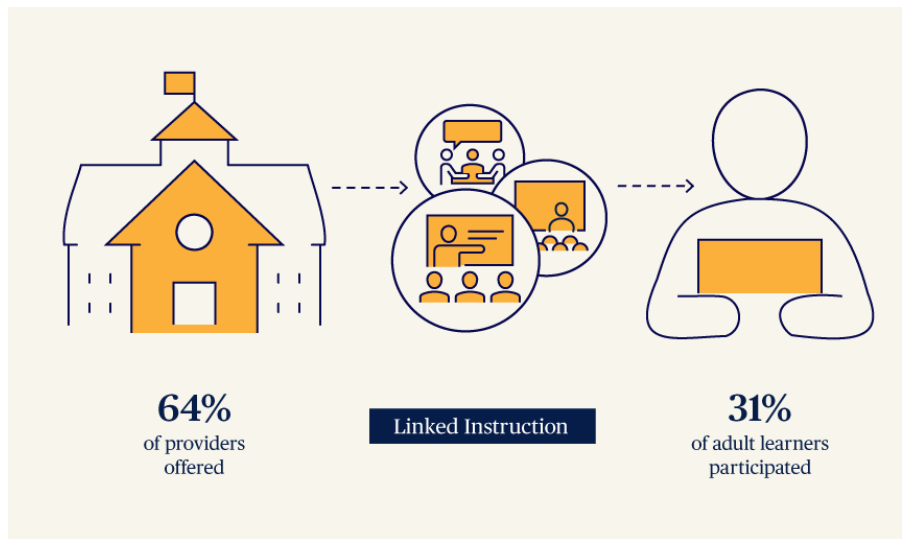 64%
of providers
offered
Linked Instruction
31%
of adult learners
participated